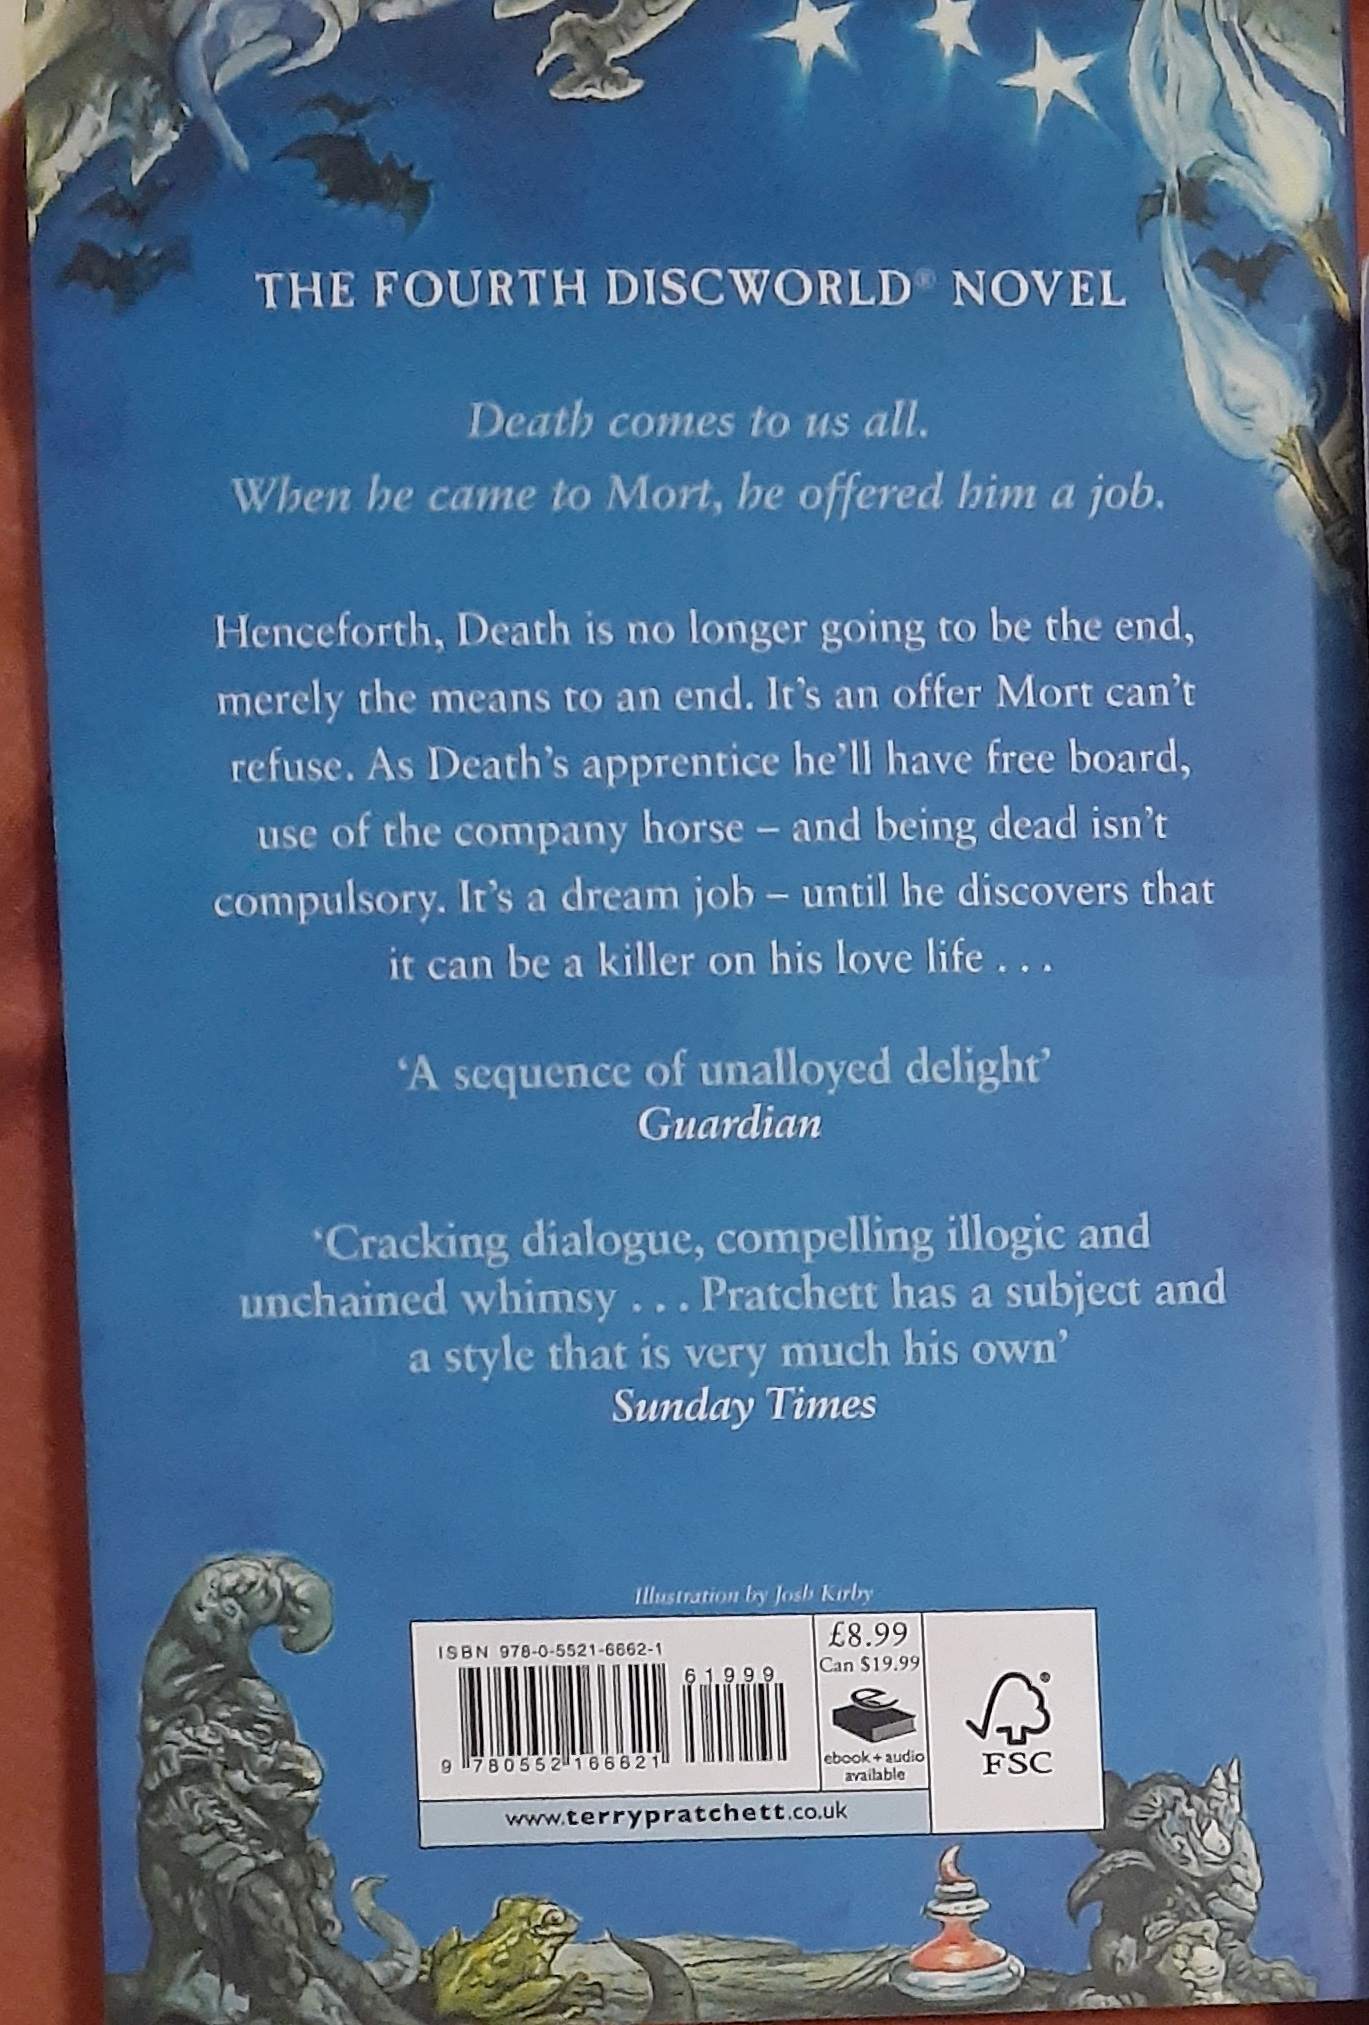 THE FOURTH DISCWORLD® NOVEL
Death comes to us all.
When he came to Mort, he offered him a job.
Henceforth, Death is no longer going to be the end,
merely the means to an end. It's an offer Mort can't
refuse. As Death's apprentice he'll have free board,
use of the company horse – and being dead isn't
compulsory. It's a dream job – until he discovers that
it can be a killer on his love life . . .
‘A sequence of unalloyed delight’
Guardian
‘Cracking dialogue, compelling illogic and
unchained whimsy . . . Pratchett has a subject and
a style that is very much his own’
Sunday Times
Illustration by Josh Kirby
ISBN 978-0-5521-6662-1
61999
9 780552 166621
£8.99
Can $19.99
ebook + audio
available
FSC®
www.terrypratchett.co.uk